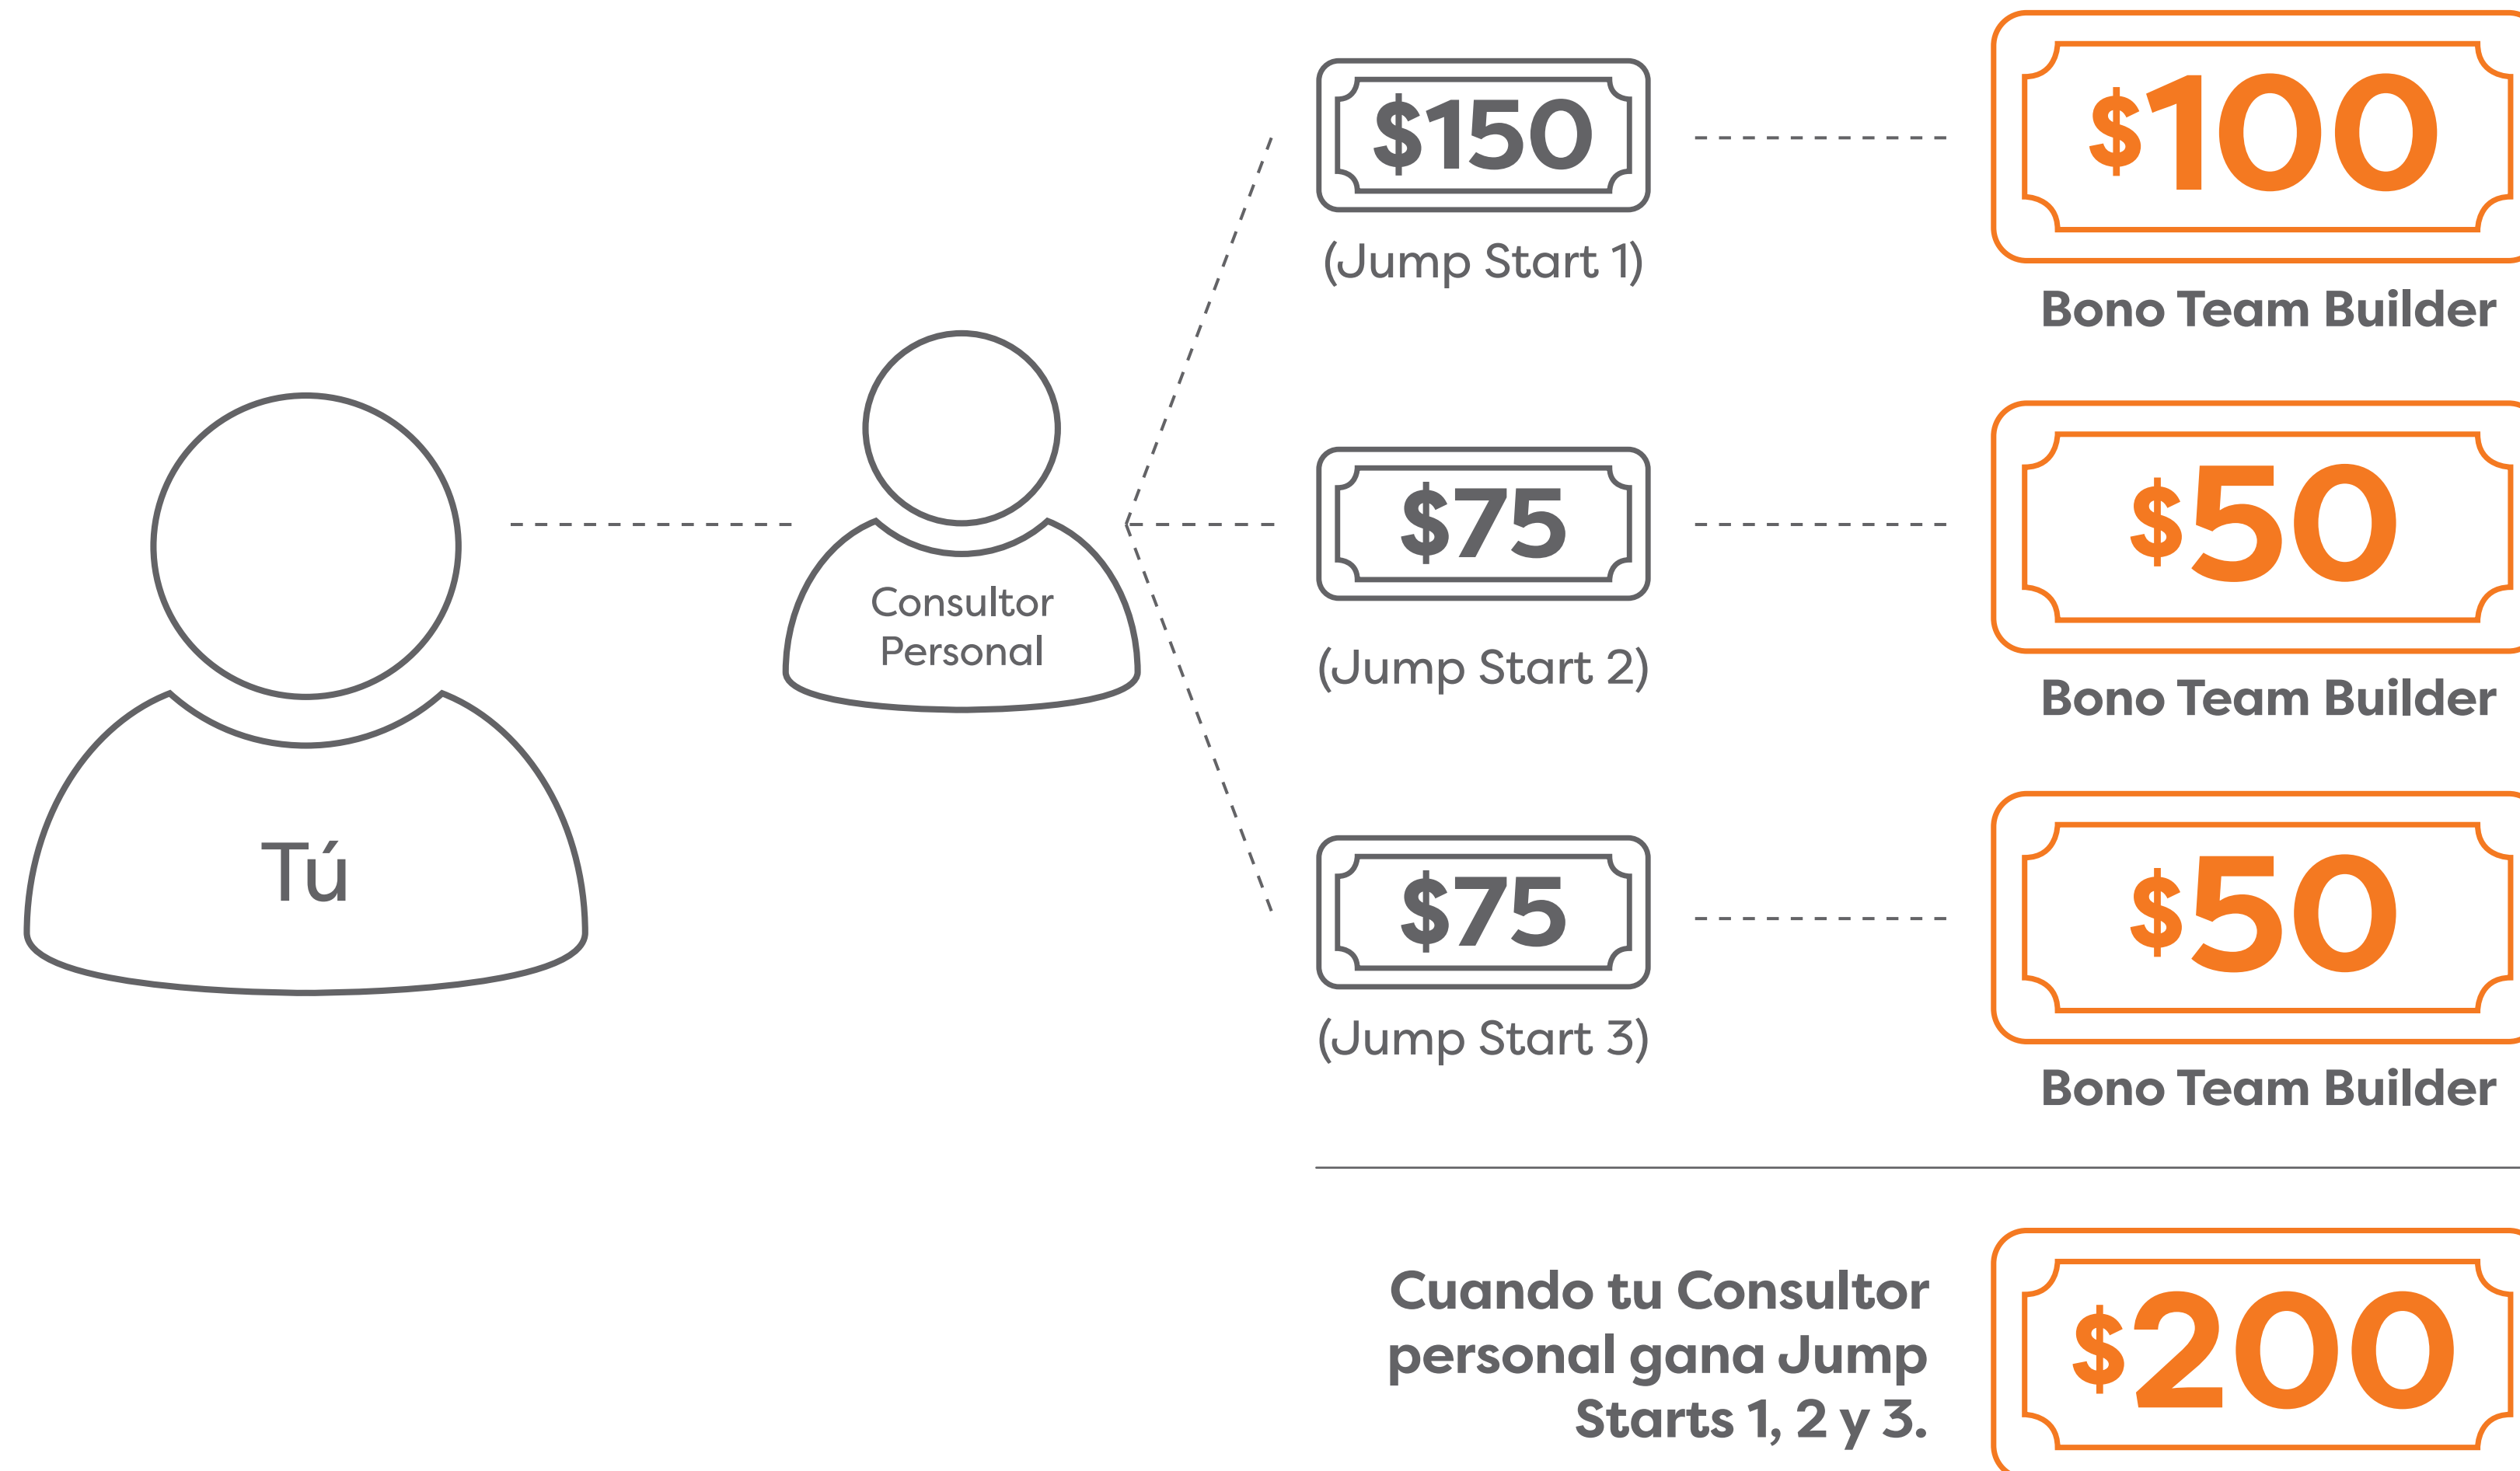 Tú
Consultor
Personal
$150
(Jump Start 1)
$100
Bono Team Builder
$75
(Jump Start 2)
$50
Bono Team Builder
$75
(Jump Start 3)
$50
Bono Team Builder
Cuando tu Consultor
personal gana Jump
Starts 1, 2 y 3.
$200